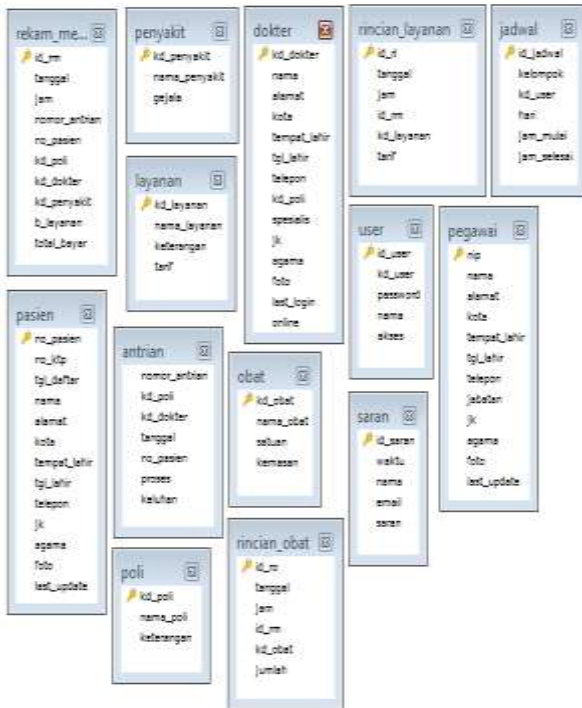 rekam_me...
id_rm
tanggal
jam
nomor_antrian
no_pasien
kd_poli
kd_dokter
kd_penyakit
b_layanan
total_bayar
penyakit
kd_penyakit
nama_penyakit
gejala
dokter
kd_dokter
nama
alamat
kota
tempat_lahir
tgl_lahir
telepon
kd_poli
spesialis
jk
agama
foto
last_login
online
rincian_layanan
id_rl
tanggal
jam
id_rm
kd_layanan
tarif
jadwal
id_jadwal
kelompok
kd_user
hari
jam_mulai
jam_selesai
layanan
kd_layanan
nama_layanan
keterangan
tarif
user
id_user
kd_user
password
nama
akses
pegawai
nip
nama
alamat
kota
tempat_lahir
tgl_lahir
telepon
jabatan
jk
agama
foto
last_update
pasien
no_pasien
no_ktp
tgl_daftar
nama
alamat
kota
tempat_lahir
tgl_lahir
telepon
jk
agama
foto
last_update
antrian
nomor_antrian
kd_poli
kd_dokter
tanggal
no_pasien
proses
keluhan
obat
kd_obat
nama_obat
satuan
kemasan
saran
id_saran
waktu
nama
email
saran
poli
kd_poli
nama_poli
keterangan
rincian_obat
id_ro
tanggal
jam
id_rm
kd_obat
jumlah